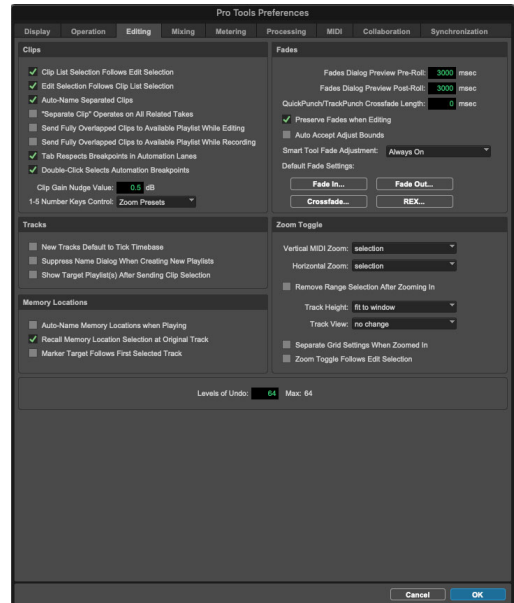 Pro Tools Preferences
Display Operation Editing Mixing Metering Processing MIDI Collaboration Synchronization
Clips
Clip List Selection Follows Edit Selection
Edit Selection Follows Clip List Selection
Auto-Name Separated Clips
"Separate Clip" Operates on All Related Takes
Send Fully Overlapped Clips to Available Playlist While Editing
Send Fully Overlapped Clips to Available Playlist While Recording
Tab Respects Breakpoints in Automation Lanes
Double-Click Selects Automation Breakpoints
Clip Gain Nudge Value: 0.5 dB
1-5 Number Keys Control: Zoom Presets
Fades
Fades Dialog Preview Pre-Roll: 3000 msec
Fades Dialog Preview Post-Roll: 3000 msec
QuickPunch/TrackPunch Crossfade Length: 0 msec
Preserve Fades when Editing
Auto Accept Adjust Bounds
Smart Tool Fade Adjustment: Always On
Default Fade Settings:
Fade In... Fade Out...
Crossfade... REX...
Tracks
New Tracks Default to Tick Timebase
Suppress Name Dialog When Creating New Playlists
Show Target Playlist(s) After Sending Clip Selection
Memory Locations
Auto-Name Memory Locations when Playing
Recall Memory Location Selection at Original Track
Marker Target Follows First Selected Track
Zoom Toggle
Vertical MIDI Zoom: selection
Horizontal Zoom: selection
Remove Range Selection After Zooming In
Track Height: fit to window
Track View: no change
Separate Grid Settings When Zoomed In
Zoom Toggle Follows Edit Selection
Levels of Undo: 64 Max: 64
Cancel OK